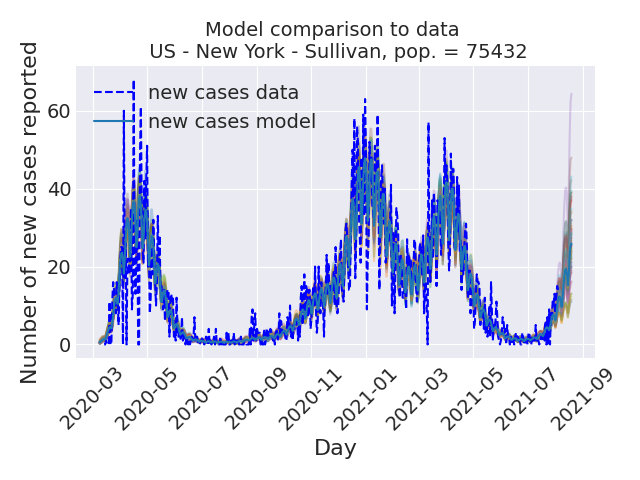 Model comparison to data
US - New York - Sullivan, pop. = 75432
Number of new cases reported
60
40
20
0
new cases data
new cases model
2020-03
2020-05
2020-07
2020-09
2020-11
2021-01
2021-03
2021-05
2021-07
2021-09
Day